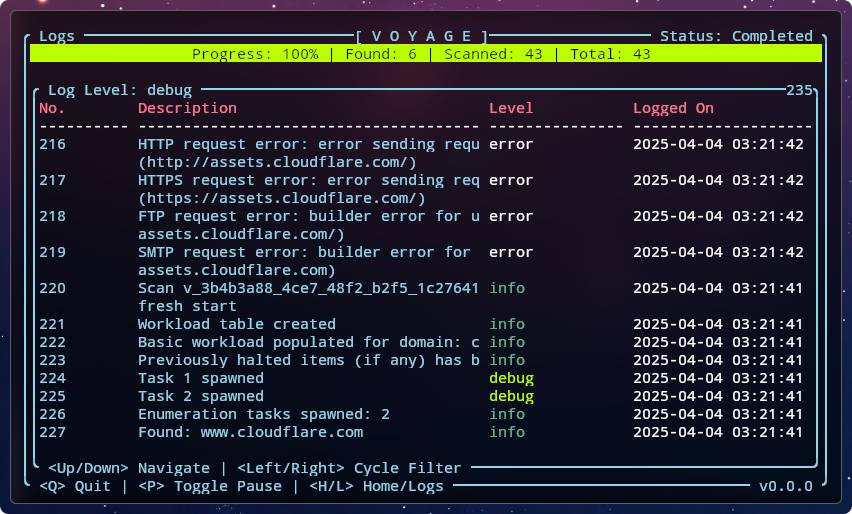 Logs [ V O Y A G E ] Status: Completed
Progress: 100% | Found: 6 | Scanned: 43 | Total: 43
Log Level: debug 235
No. Description Level Logged On
216 HTTP request error: error sending requ error 2025-04-04 03:21:42
(http://assets.cloudflare.com/)
217 HTTPS request error: error sending req error 2025-04-04 03:21:42
(https://assets.cloudflare.com/)
218 FTP request error: builder error for u error 2025-04-04 03:21:42
assets.cloudflare.com/)
219 SMTP request error: builder error for error 2025-04-04 03:21:42
assets.cloudflare.com)
220 Scan v_3b4b3a88_4ce7_48f2_b2f5_1c27641 info 2025-04-04 03:21:41
fresh start
221 Workload table created info 2025-04-04 03:21:41
222 Basic workload populated for domain: c info 2025-04-04 03:21:41
223 Previously halted items (if any) has b info 2025-04-04 03:21:41
224 Task 1 spawned debug 2025-04-04 03:21:41
225 Task 2 spawned debug 2025-04-04 03:21:41
226 Enumeration tasks spawned: 2 info 2025-04-04 03:21:41
227 Found: www.cloudflare.com info 2025-04-04 03:21:41
<Up/Down> Navigate | <Left/Right> Cycle Filter
<Q> Quit | <P> Toggle Pause | <H/L> Home/Logs v0.0.0